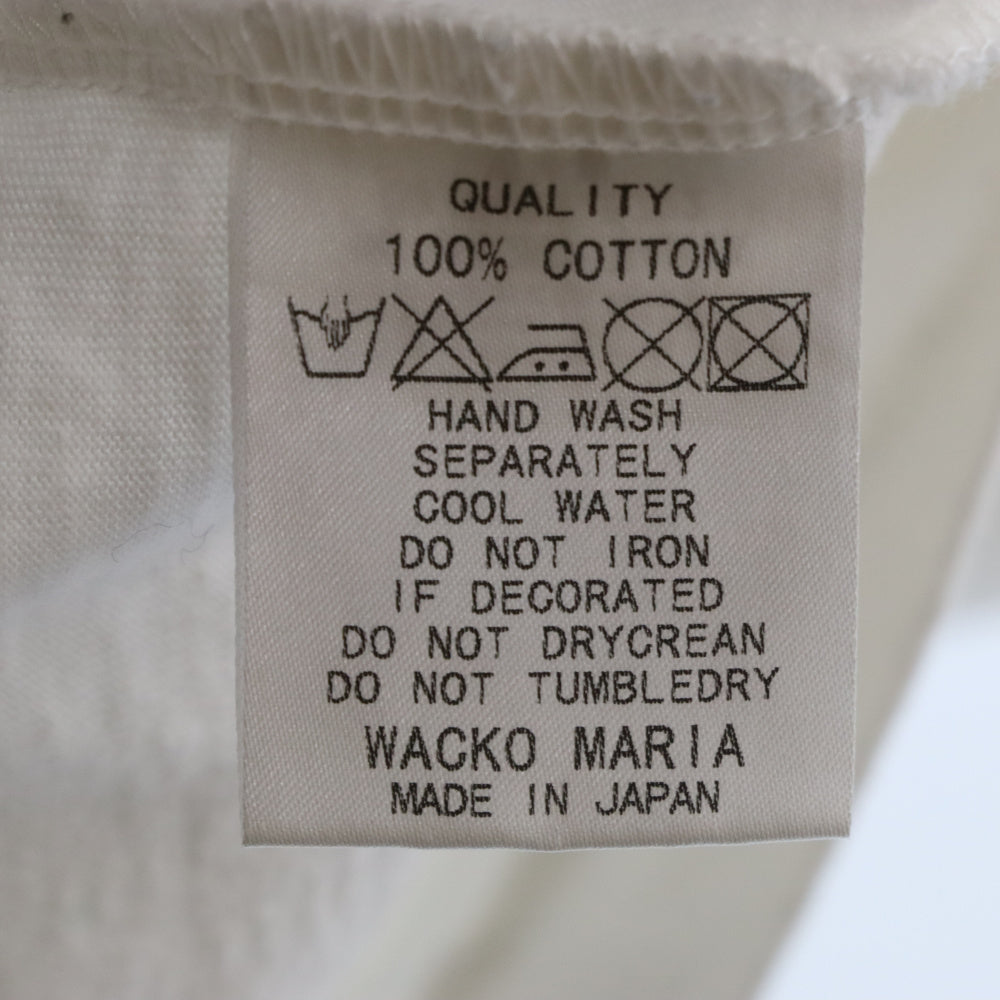 QUALITY
100% COTTON
HAND WASH
SEPARATELY
COOL WATER
DO NOT IRON
IF DECORATED
DO NOT DRYCREAN
DO NOT TUMBLEDRY
WACKO MARIA
MADE IN JAPAN